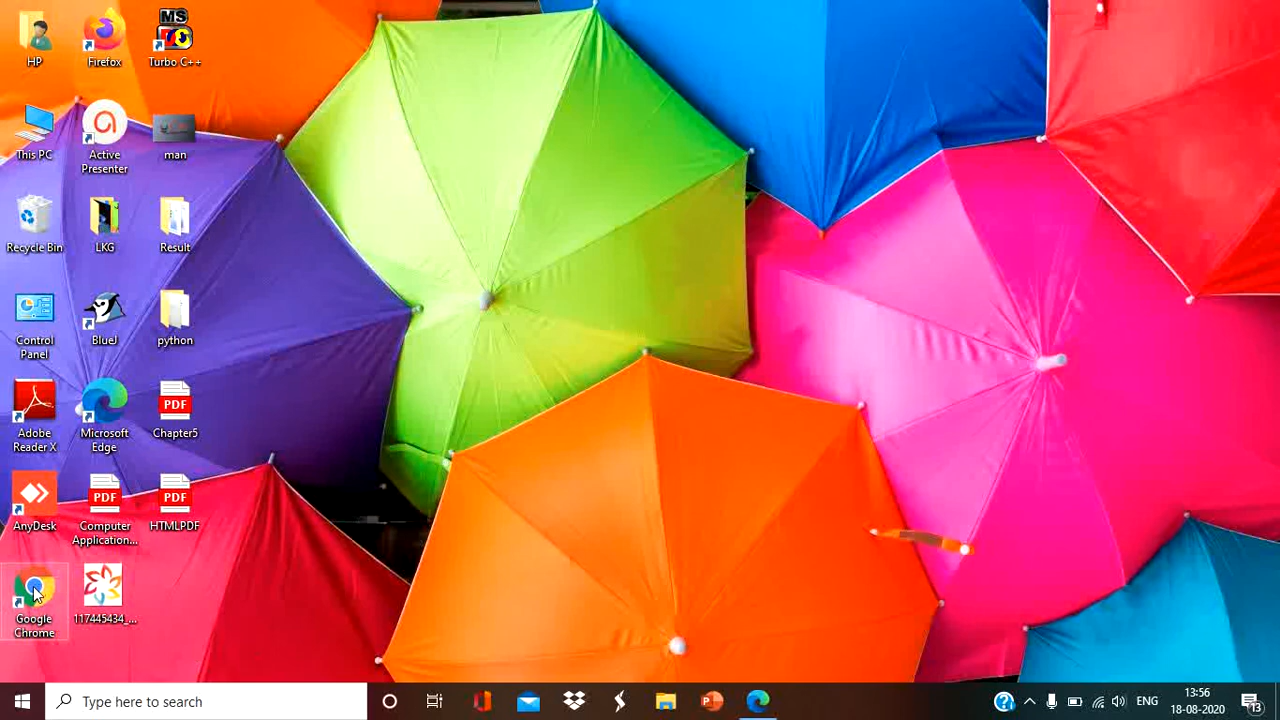 HP
Firefox
MS
Turbo C++
This PC
Active
Presenter
man
Recycle Bin
LKG
Result
Control
Panel
BlueJ
python
Adobe
Reader X
Microsoft
Edge
PDF
Chapter5
AnyDesk
PDF
Computer
Application...
PDF
HTMLPDF
Google
Chrome
117445434_...
Type here to search
ENG
13:56
18-08-2020
13